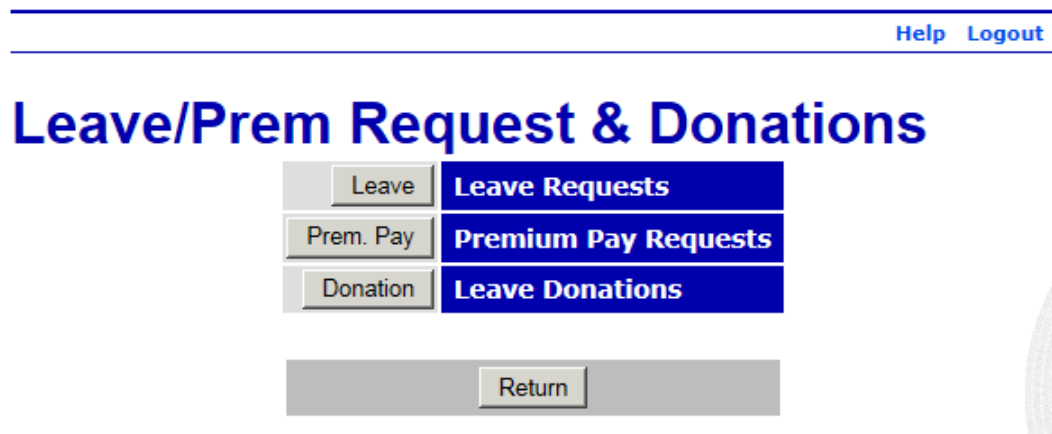 Help Logout
Leave/Prem Request & Donations
Leave Leave Requests
Prem. Pay Premium Pay Requests
Donation Leave Donations
Return